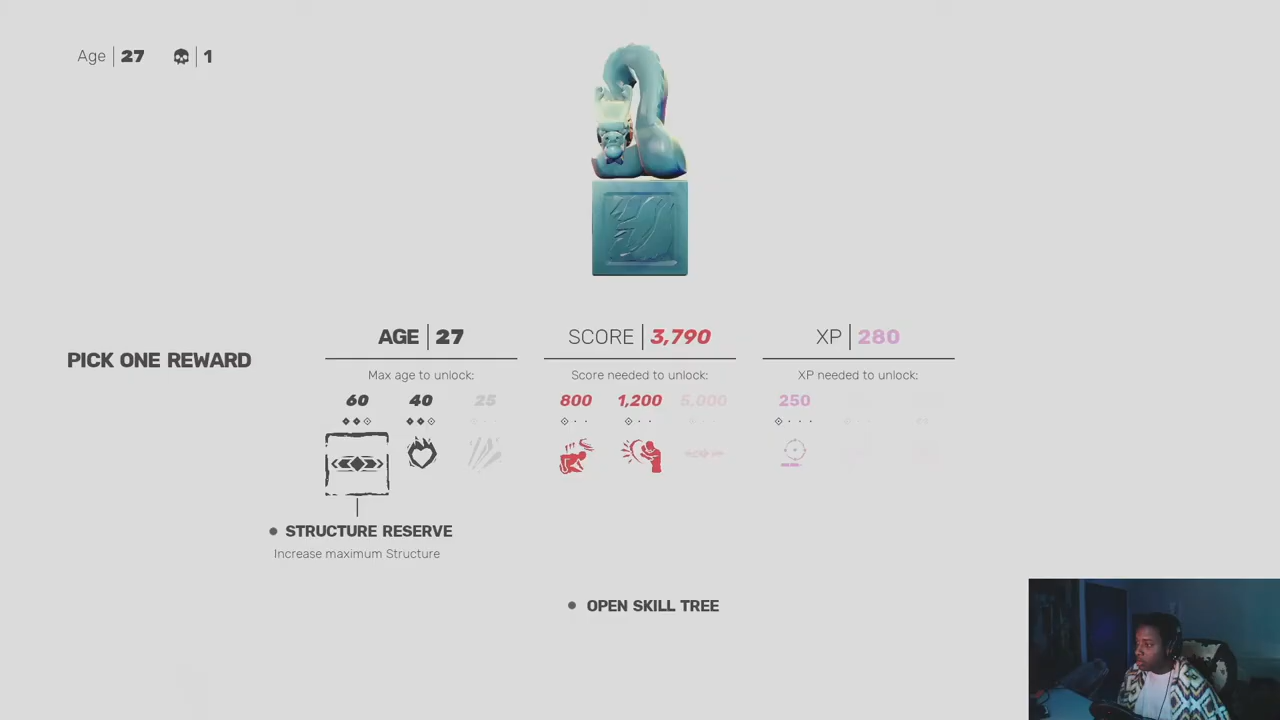 Age 27 1
PICK ONE REWARD
AGE 27
Max age to unlock:
60 40 25
SCORE 3,790
Score needed to unlock:
800 1,200 5,000
XP 280
XP needed to unlock:
250
STRUCTURE RESERVE
Increase maximum Structure
OPEN SKILL TREE